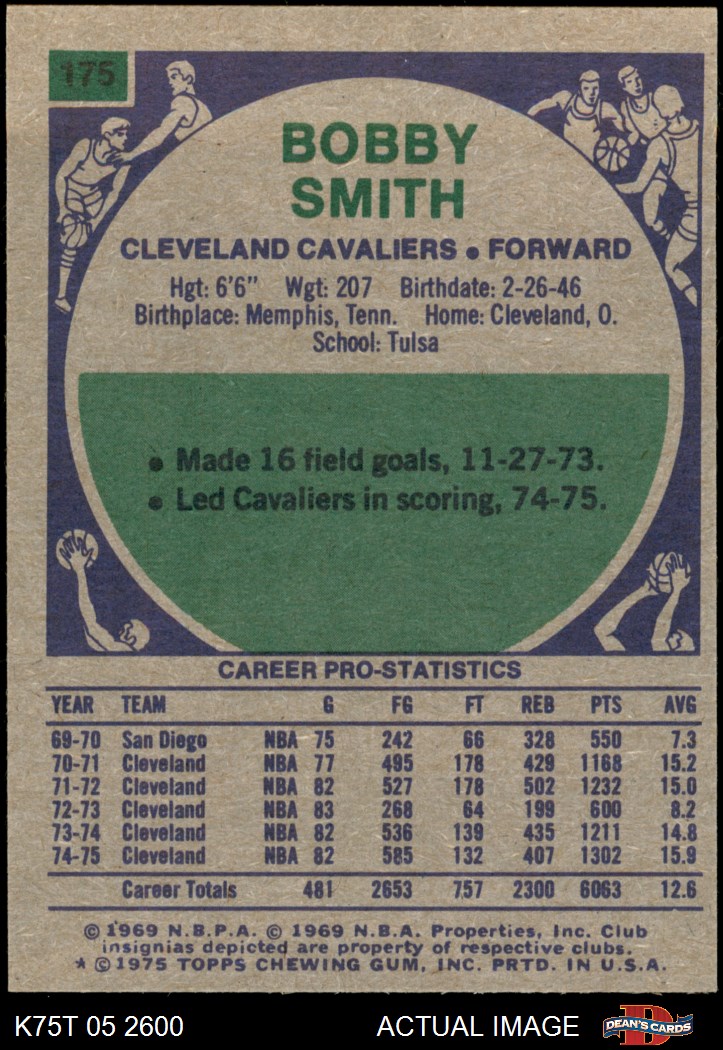 175
BOBBY
SMITH
CLEVELAND CAVALIERS • FORWARD
Hgt: 6'6" Wgt: 207 Birthdate: 2-26-46
Birthplace: Memphis, Tenn. Home: Cleveland, O.
School: Tulsa
• Made 16 field goals, 11-27-73.
• Led Cavaliers in scoring, 74-75.
CAREER PRO-STATISTICS
YEAR TEAM G FG FT REB PTS AVG
69-70 San Diego NBA 75 242 66 328 550 7.3
70-71 Cleveland NBA 77 495 178 429 1168 15.2
71-72 Cleveland NBA 82 527 178 502 1232 15.0
72-73 Cleveland NBA 83 268 64 199 600 8.2
73-74 Cleveland NBA 82 536 139 435 1211 14.8
74-75 Cleveland NBA 82 585 132 407 1302 15.9
Career Totals 481 2653 757 2300 6063 12.6
© 1969 N.B.P.A. © 1969 N.B.A. Properties, Inc. Club
insignias depicted are property of respective clubs.
* © 1975 TOPPS CHEWING GUM, INC. PRTD. IN U.S.A.
K75T 05 2600 ACTUAL IMAGE D DEAN'S CARDS